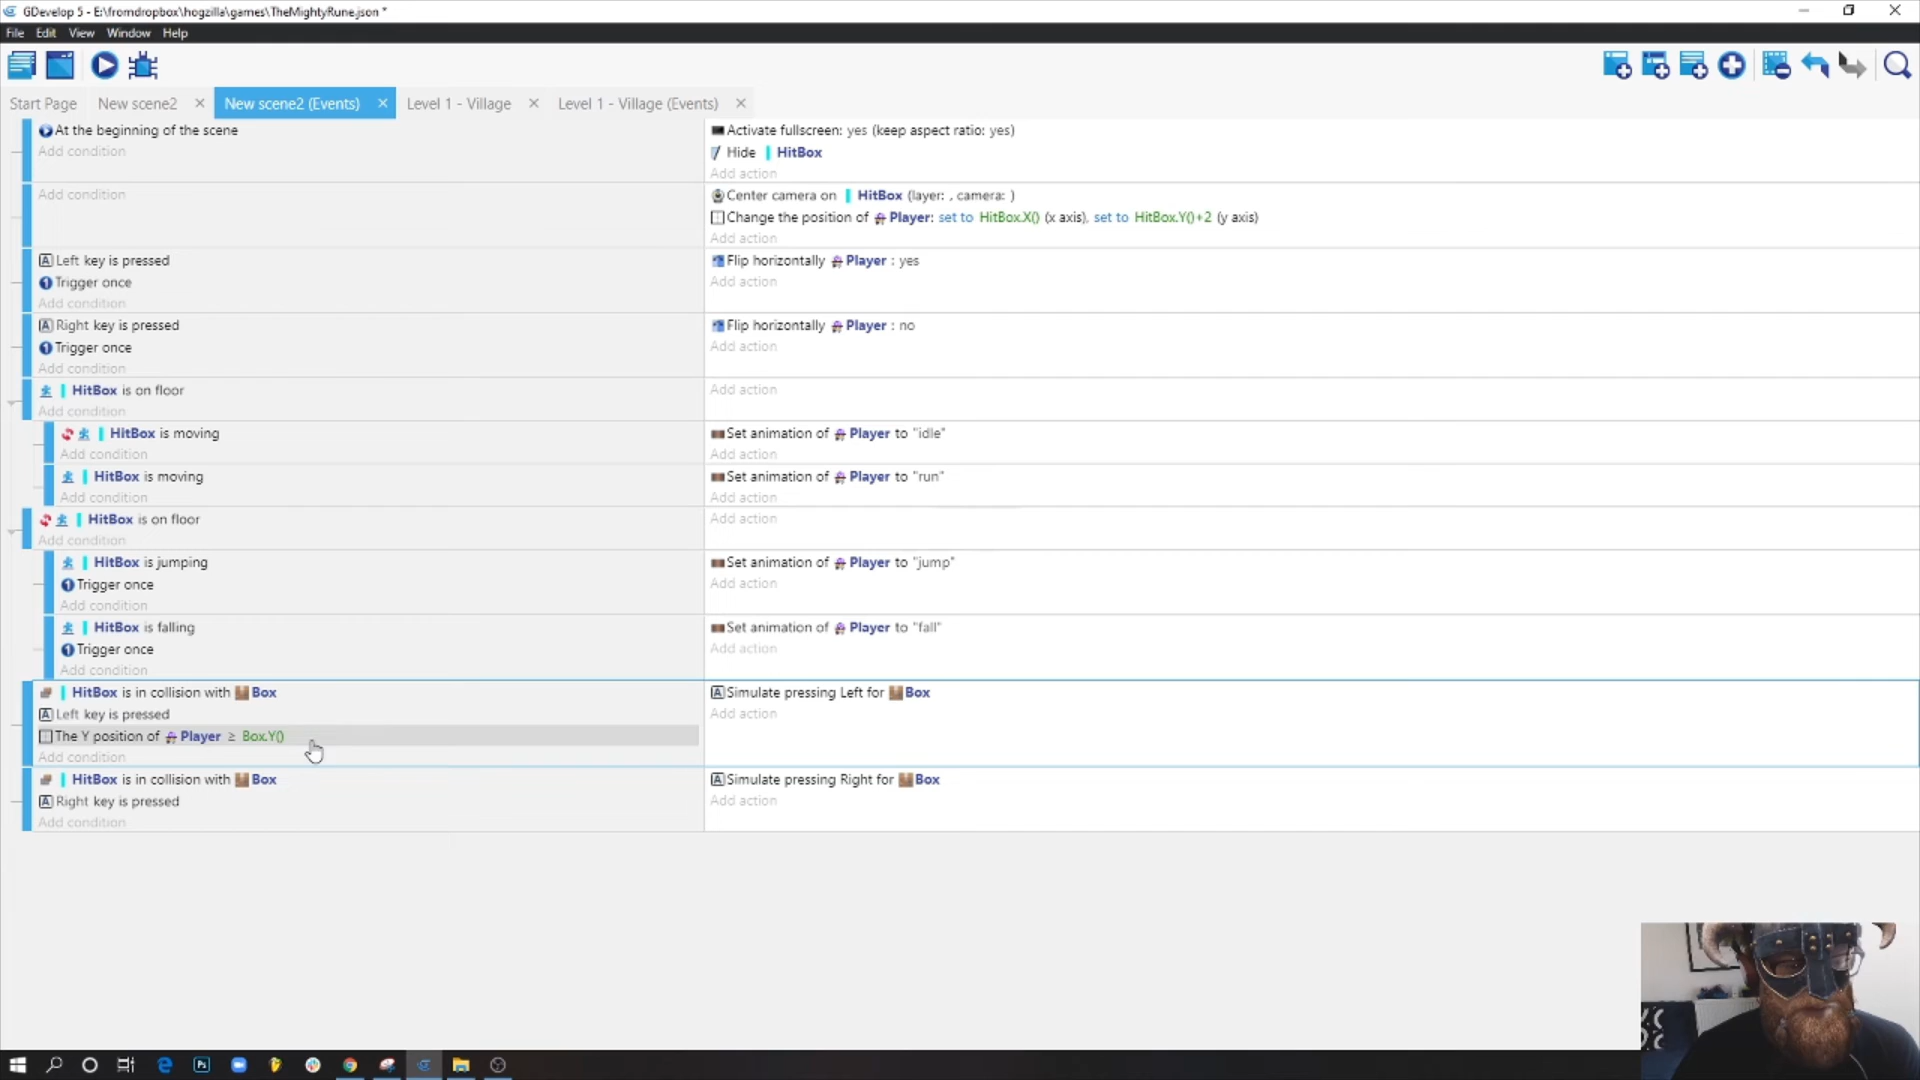 GDevelop 5 - E:\fromdropbox\hogzilla\games\TheMightyRune.json *
File Edit View Window Help
Start Page New scene2 × New scene2 (Events) × Level 1 - Village × Level 1 - Village (Events) ×
At the beginning of the scene
Add condition
Activate fullscreen: yes (keep aspect ratio: yes)
Hide HitBox
Add action
Add condition
Center camera on HitBox (layer: , camera: )
Change the position of Player: set to HitBox.X() (x axis), set to HitBox.Y()+2 (y axis)
Add action
Left key is pressed
Trigger once
Add condition
Flip horizontally Player : yes
Add action
Right key is pressed
Trigger once
Add condition
Flip horizontally Player : no
Add action
HitBox is on floor
Add condition
Add action
HitBox is moving
Add condition
Set animation of Player to "idle"
Add action
HitBox is moving
Add condition
Set animation of Player to "run"
Add action
HitBox is on floor
Add condition
Add action
HitBox is jumping
Trigger once
Add condition
Set animation of Player to "jump"
Add action
HitBox is falling
Trigger once
Add condition
Set animation of Player to "fall"
Add action
HitBox is in collision with Box
Left key is pressed
The Y position of Player ≥ Box.Y()
Add condition
Simulate pressing Left for Box
Add action
HitBox is in collision with Box
Right key is pressed
Add condition
Simulate pressing Right for Box
Add action